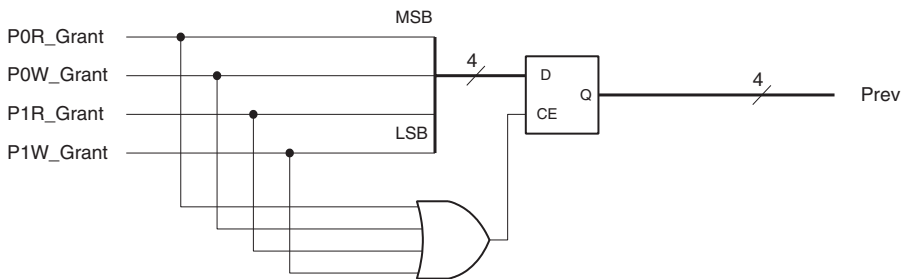 MSB
P0R_Grant
P0W_Grant
4
D
P1R_Grant
Q
4
Prev
CE
LSB
P1W_Grant